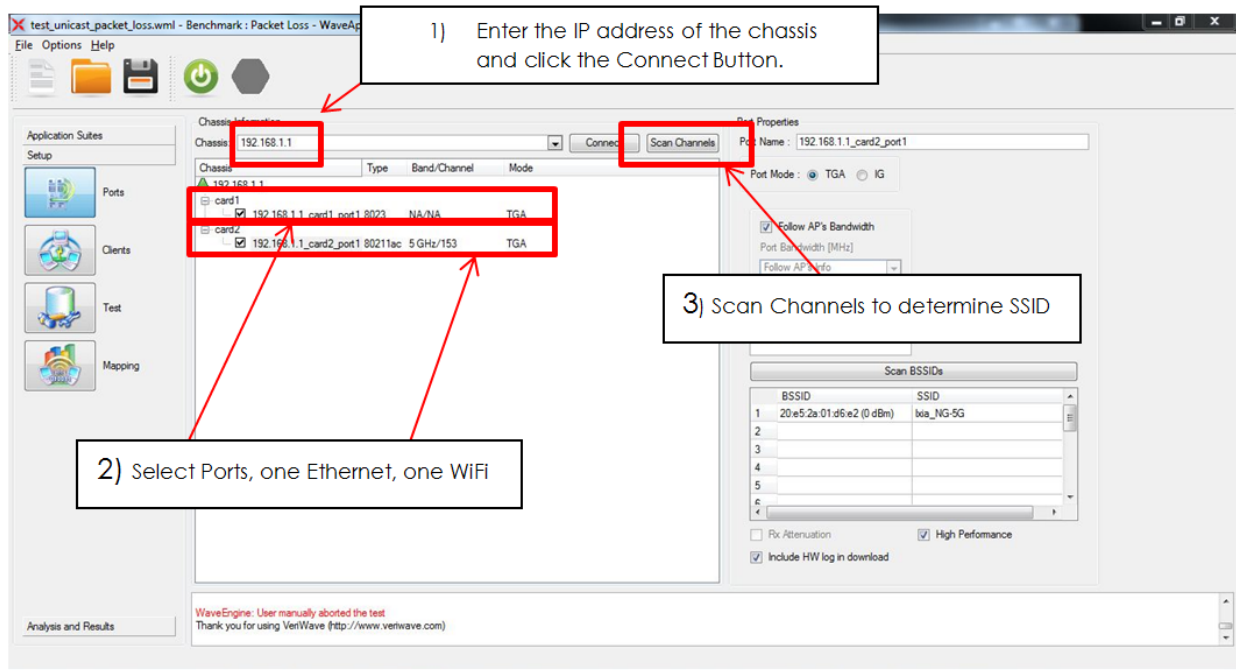 test_unicast_packet_loss.wml - Benchmark : Packet Loss - WaveAp
File Options Help
1) Enter the IP address of the chassis
and click the Connect Button.
Application Suites
Setup
Ports
Clients
Test
Mapping
Analysis and Results
Chassis Information
Chassis: 192.168.1.1
Connect
Scan Channels
Chassis Type Band/Channel Mode
192.168.1.1
card1
192.168.1.1_card1_port1 8023 NA/NA TGA
card2
192.168.1.1_card2_port1 80211ac 5 GHz/153 TGA
2) Select Ports, one Ethernet, one WiFi
Port Properties
Port Name : 192.168.1.1_card2_port1
Port Mode : TGA IG
Follow AP's Bandwidth
Port Bandwidth [MHz]
Follow AP's Info
3) Scan Channels to determine SSID
Scan BSSIDs
BSSID SSID
1 20:e5:2a:01:d6:e2 (0 dBm) Ixia_NG-5G
2
3
4
5
6
Rx Attenuation High Performance
Include HW log in download
WaveEngine: User manually aborted the test
Thank you for using VeriWave (http://www.veriwave.com)